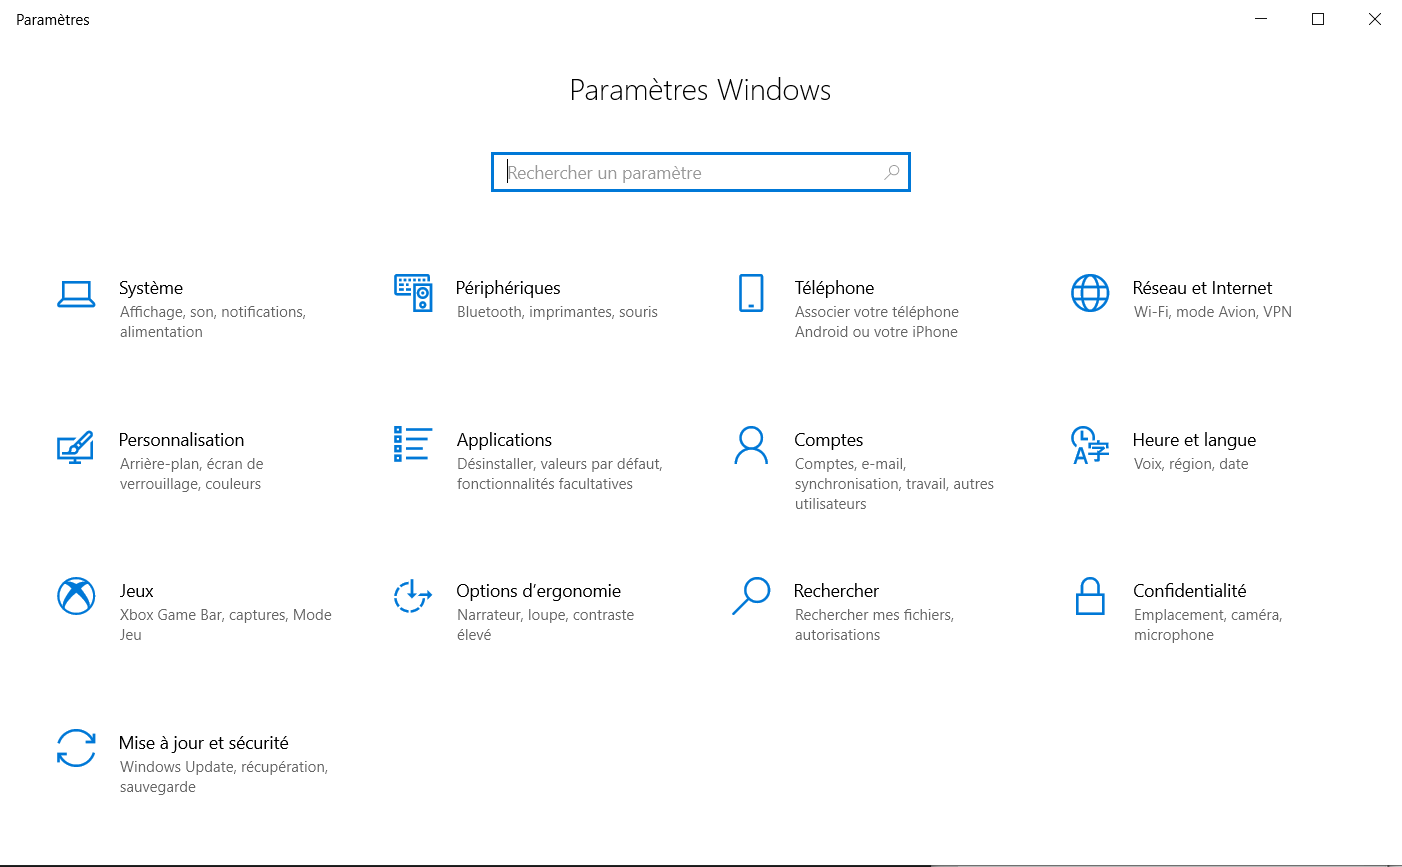 Paramètres
Paramètres Windows
Rechercher un paramètre
Système
Affichage, son, notifications,
alimentation
Périphériques
Bluetooth, imprimantes, souris
Téléphone
Associer votre téléphone
Android ou votre iPhone
Réseau et Internet
Wi-Fi, mode Avion, VPN
Personnalisation
Arrière-plan, écran de
verrouillage, couleurs
Applications
Désinstaller, valeurs par défaut,
fonctionnalités facultatives
Comptes
Comptes, e-mail,
synchronisation, travail, autres
utilisateurs
Heure et langue
Voix, région, date
Jeux
Xbox Game Bar, captures, Mode
Jeu
Options d’ergonomie
Narrateur, loupe, contraste
élevé
Rechercher
Rechercher mes fichiers,
autorisations
Confidentialité
Emplacement, caméra,
microphone
Mise à jour et sécurité
Windows Update, récupération,
sauvegarde